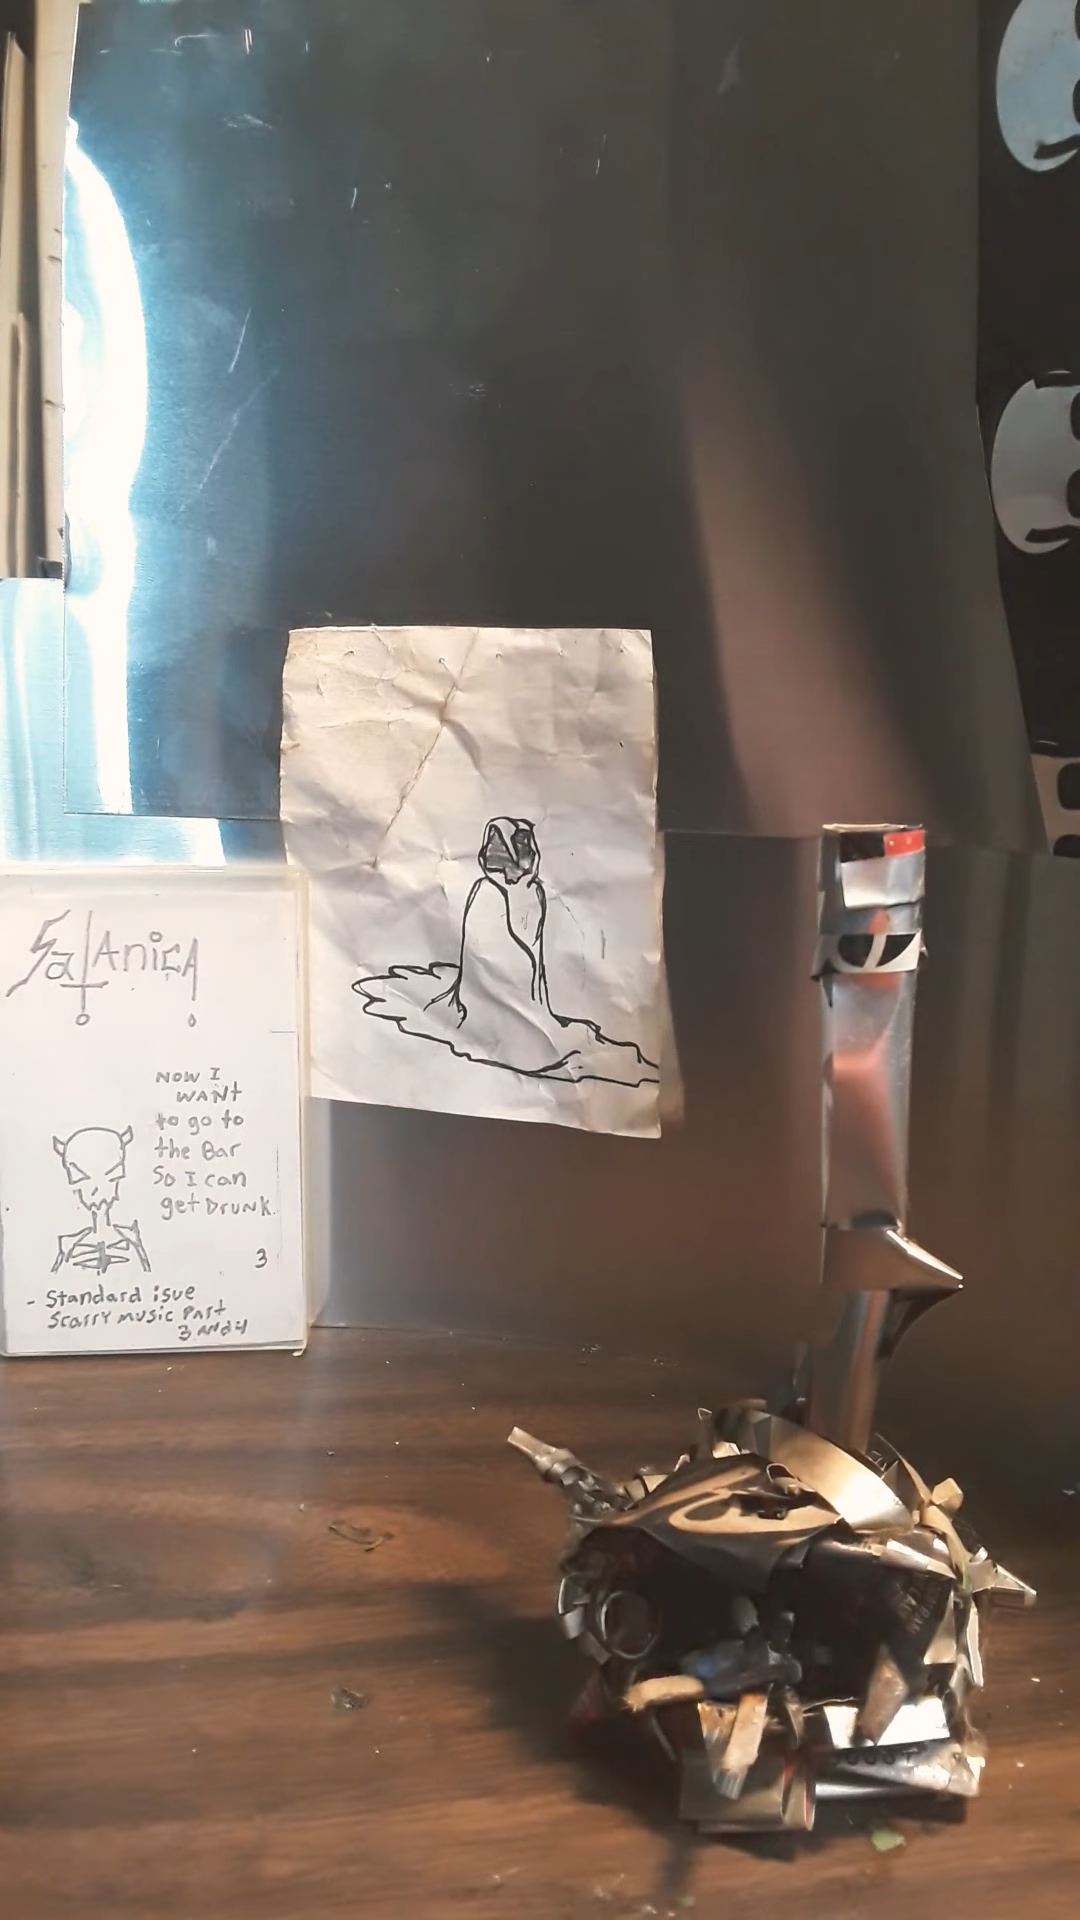 SatAnicA
NOW I
WANt
to go to
the Bar
So I can
get DrUNK.
3
- Standard isue
Scarry music Part
3 ANd 4